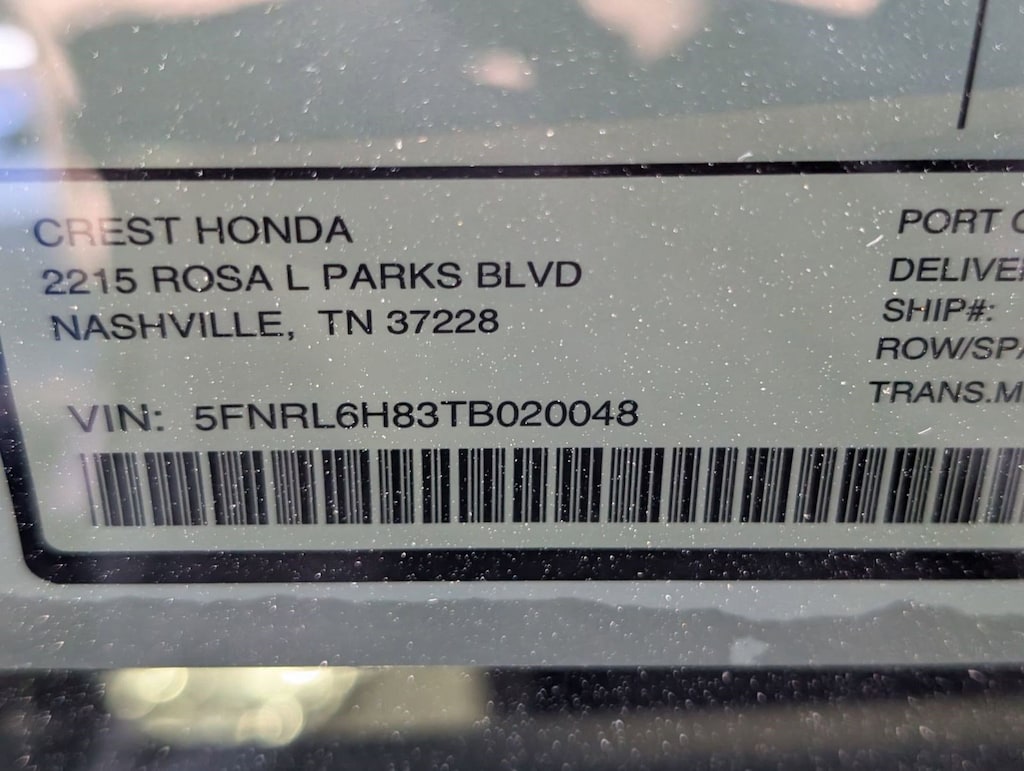 CREST HONDA
2215 ROSA L PARKS BLVD
NASHVILLE, TN 37228
VIN: 5FNRL6H83TB020048
PORT
SHIP#: